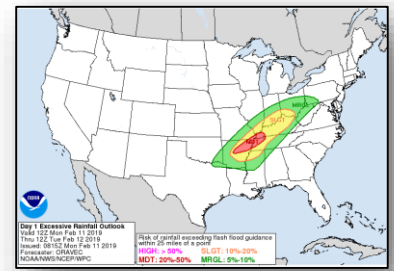 MRGL
SLGT
MDT
NOAA
Day 1 Excessive Rainfall Outlook
Valid 12Z Mon Feb 11 2019
Thru 12Z Tue Feb 12 2019
Issued: 0815Z Mon Feb 11 2019
Forecaster: ORAVEC
NOAA/NWS/NCEP/WPC
Risk of rainfall exceeding flash flood guidance
within 25 miles of a point
HIGH: > 50% SLGT: 10%-20%
MDT: 20%-50% MRGL: 5%-10%